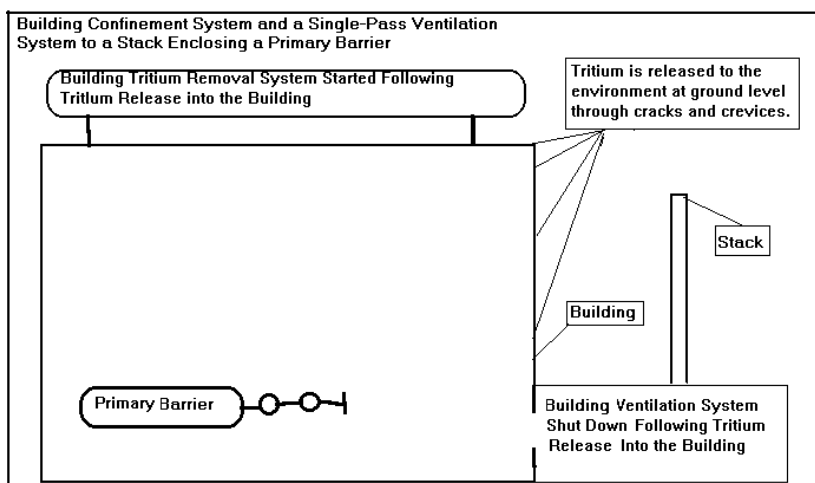 Building Confinement System and a Single-Pass Ventilation
System to a Stack Enclosing a Primary Barrier
Building Tritium Removal System Started Following
Tritium Release into the Building
Tritium is released to the
environment at ground level
through cracks and crevices.
Stack
Building
Primary Barrier
Building Ventilation System
Shut Down Following Tritium
Release Into the Building